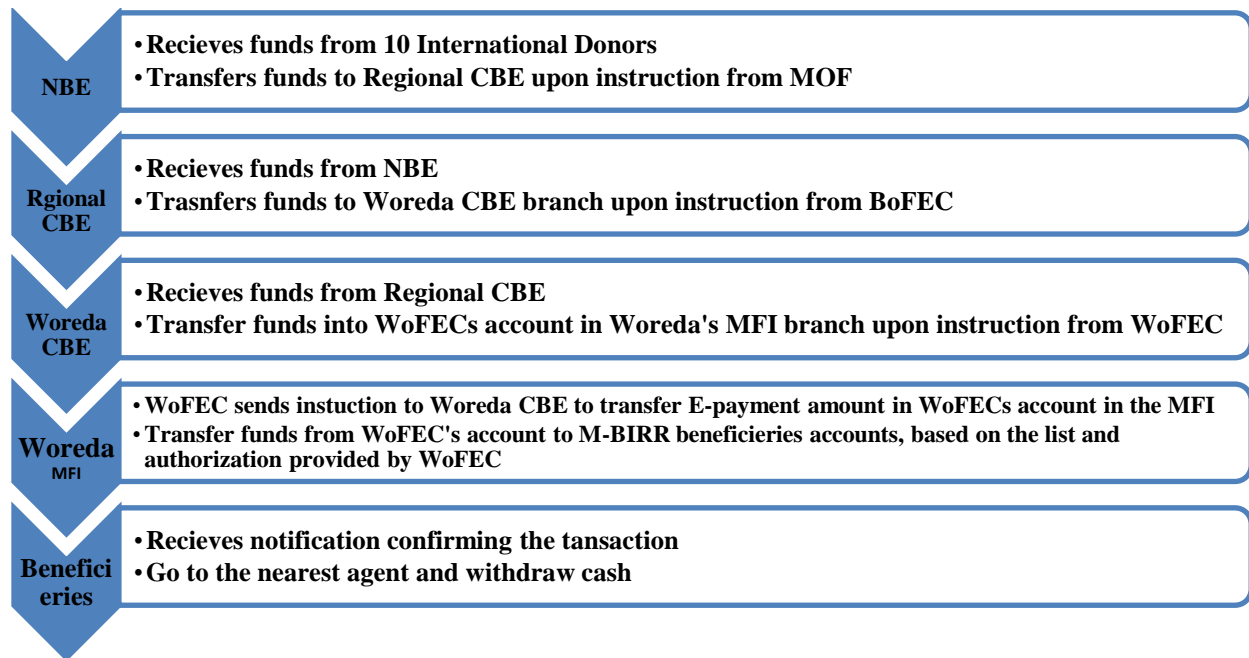 NBE
•Recieves funds from 10 International Donors
•Transfers funds to Regional CBE upon instruction from MOF
Rgional
CBE
•Recieves funds from NBE
•Trasnfers funds to Woreda CBE branch upon instruction from BoFEC
Woreda
CBE
•Recieves funds from Regional CBE
•Transfer funds into WoFECs account in Woreda's MFI branch upon instruction from WoFEC
Woreda
MFI
•WoFEC sends instuction to Woreda CBE to transfer E-payment amount in WoFECs account in the MFI
•Transfer funds from WoFEC's account to M-BIRR beneficieries accounts, based on the list and
authorization provided by WoFEC
Benefici
eries
•Recieves notification confirming the tansaction
•Go to the nearest agent and withdraw cash